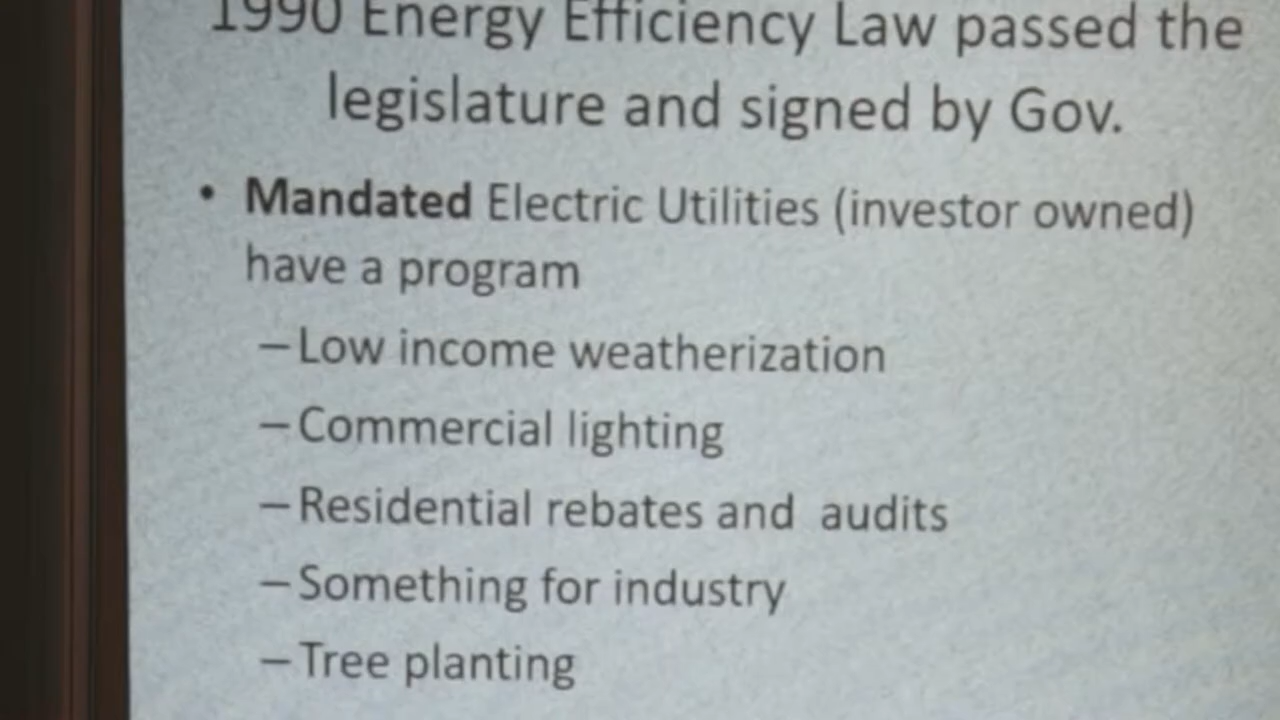 1990 Energy Efficiency Law passed the
legislature and signed by Gov.
• Mandated Electric Utilities (investor owned)
have a program
– Low income weatherization
– Commercial lighting
– Residential rebates and audits
– Something for industry
– Tree planting